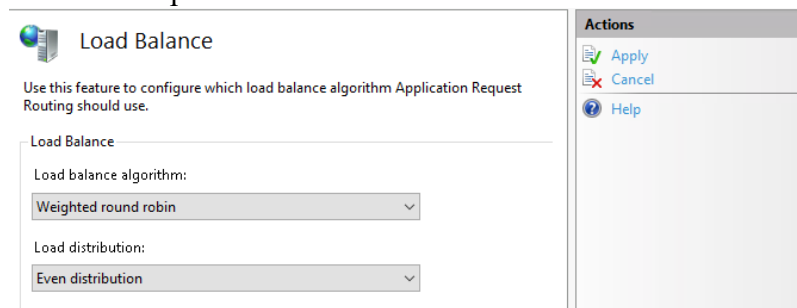 Load Balance
Use this feature to configure which load balance algorithm Application Request
Routing should use.
Load Balance
Load balance algorithm:
Weighted round robin
Load distribution:
Even distribution
Actions
Apply
Cancel
Help